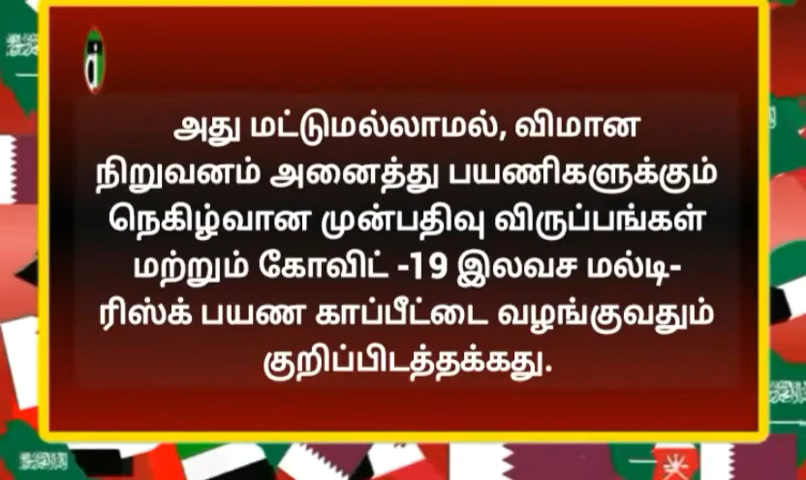 அது மட்டுமல்லாமல், விமான
நிறுவனம் அனைத்து பயணிகளுக்கும்
நெகிழ்வான முன்பதிவு விருப்பங்கள்
மற்றும் கோவிட் -19 இலவச மல்டி-
ரிஸ்க் பயண காப்பீட்டை வழங்குவதும்
குறிப்பிடத்தக்கது.